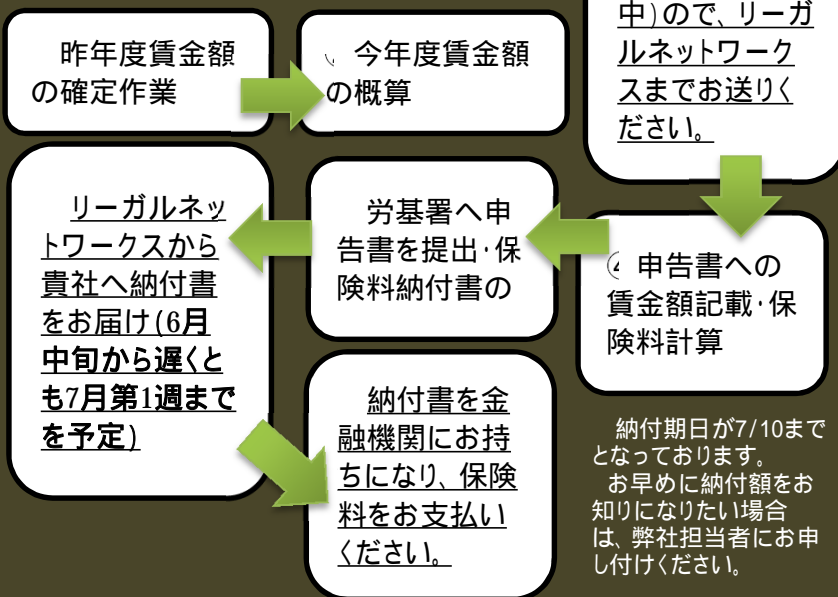 昨年度賃金額
の確定作業
今年度賃金額
の概算
中)ので、リーガ
ルネットワーク
スまでお送りく
ださい。
④ 申告書への
賃金額記載・保
険料計算
労基署へ申
告書を提出・保
険料納付書の
リーガルネッ
トワークスから
貴社へ納付書
をお届け(6月
中旬から遅くと
も7月第1週まで
を予定)
納付書を金
融機関にお持
ちになり、保険
料をお支払い
ください。
納付期日が7/10まで
となっております。
お早めに納付額をお
知りになりたい場合
は、弊社担当者にお申
し付けください。